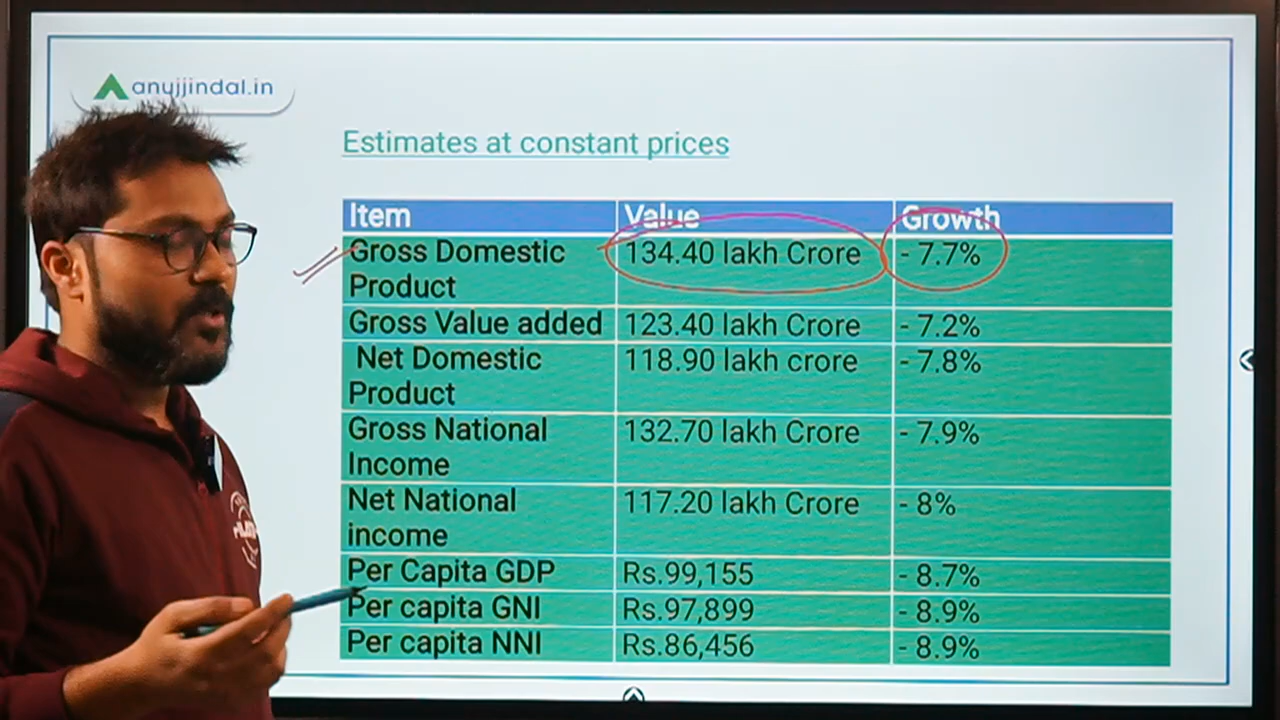 anujjindal.in
Estimates at constant prices
Item Value Growth
Gross Domestic 134.40 lakh Crore - 7.7%
Product
Gross Value added 123.40 lakh Crore - 7.2%
Net Domestic 118.90 lakh crore - 7.8%
Product
Gross National 132.70 lakh Crore - 7.9%
Income
Net National 117.20 lakh Crore - 8%
income
Per Capita GDP Rs.99,155 - 8.7%
Per capita GNI Rs.97,899 - 8.9%
Per capita NNI Rs.86,456 - 8.9%